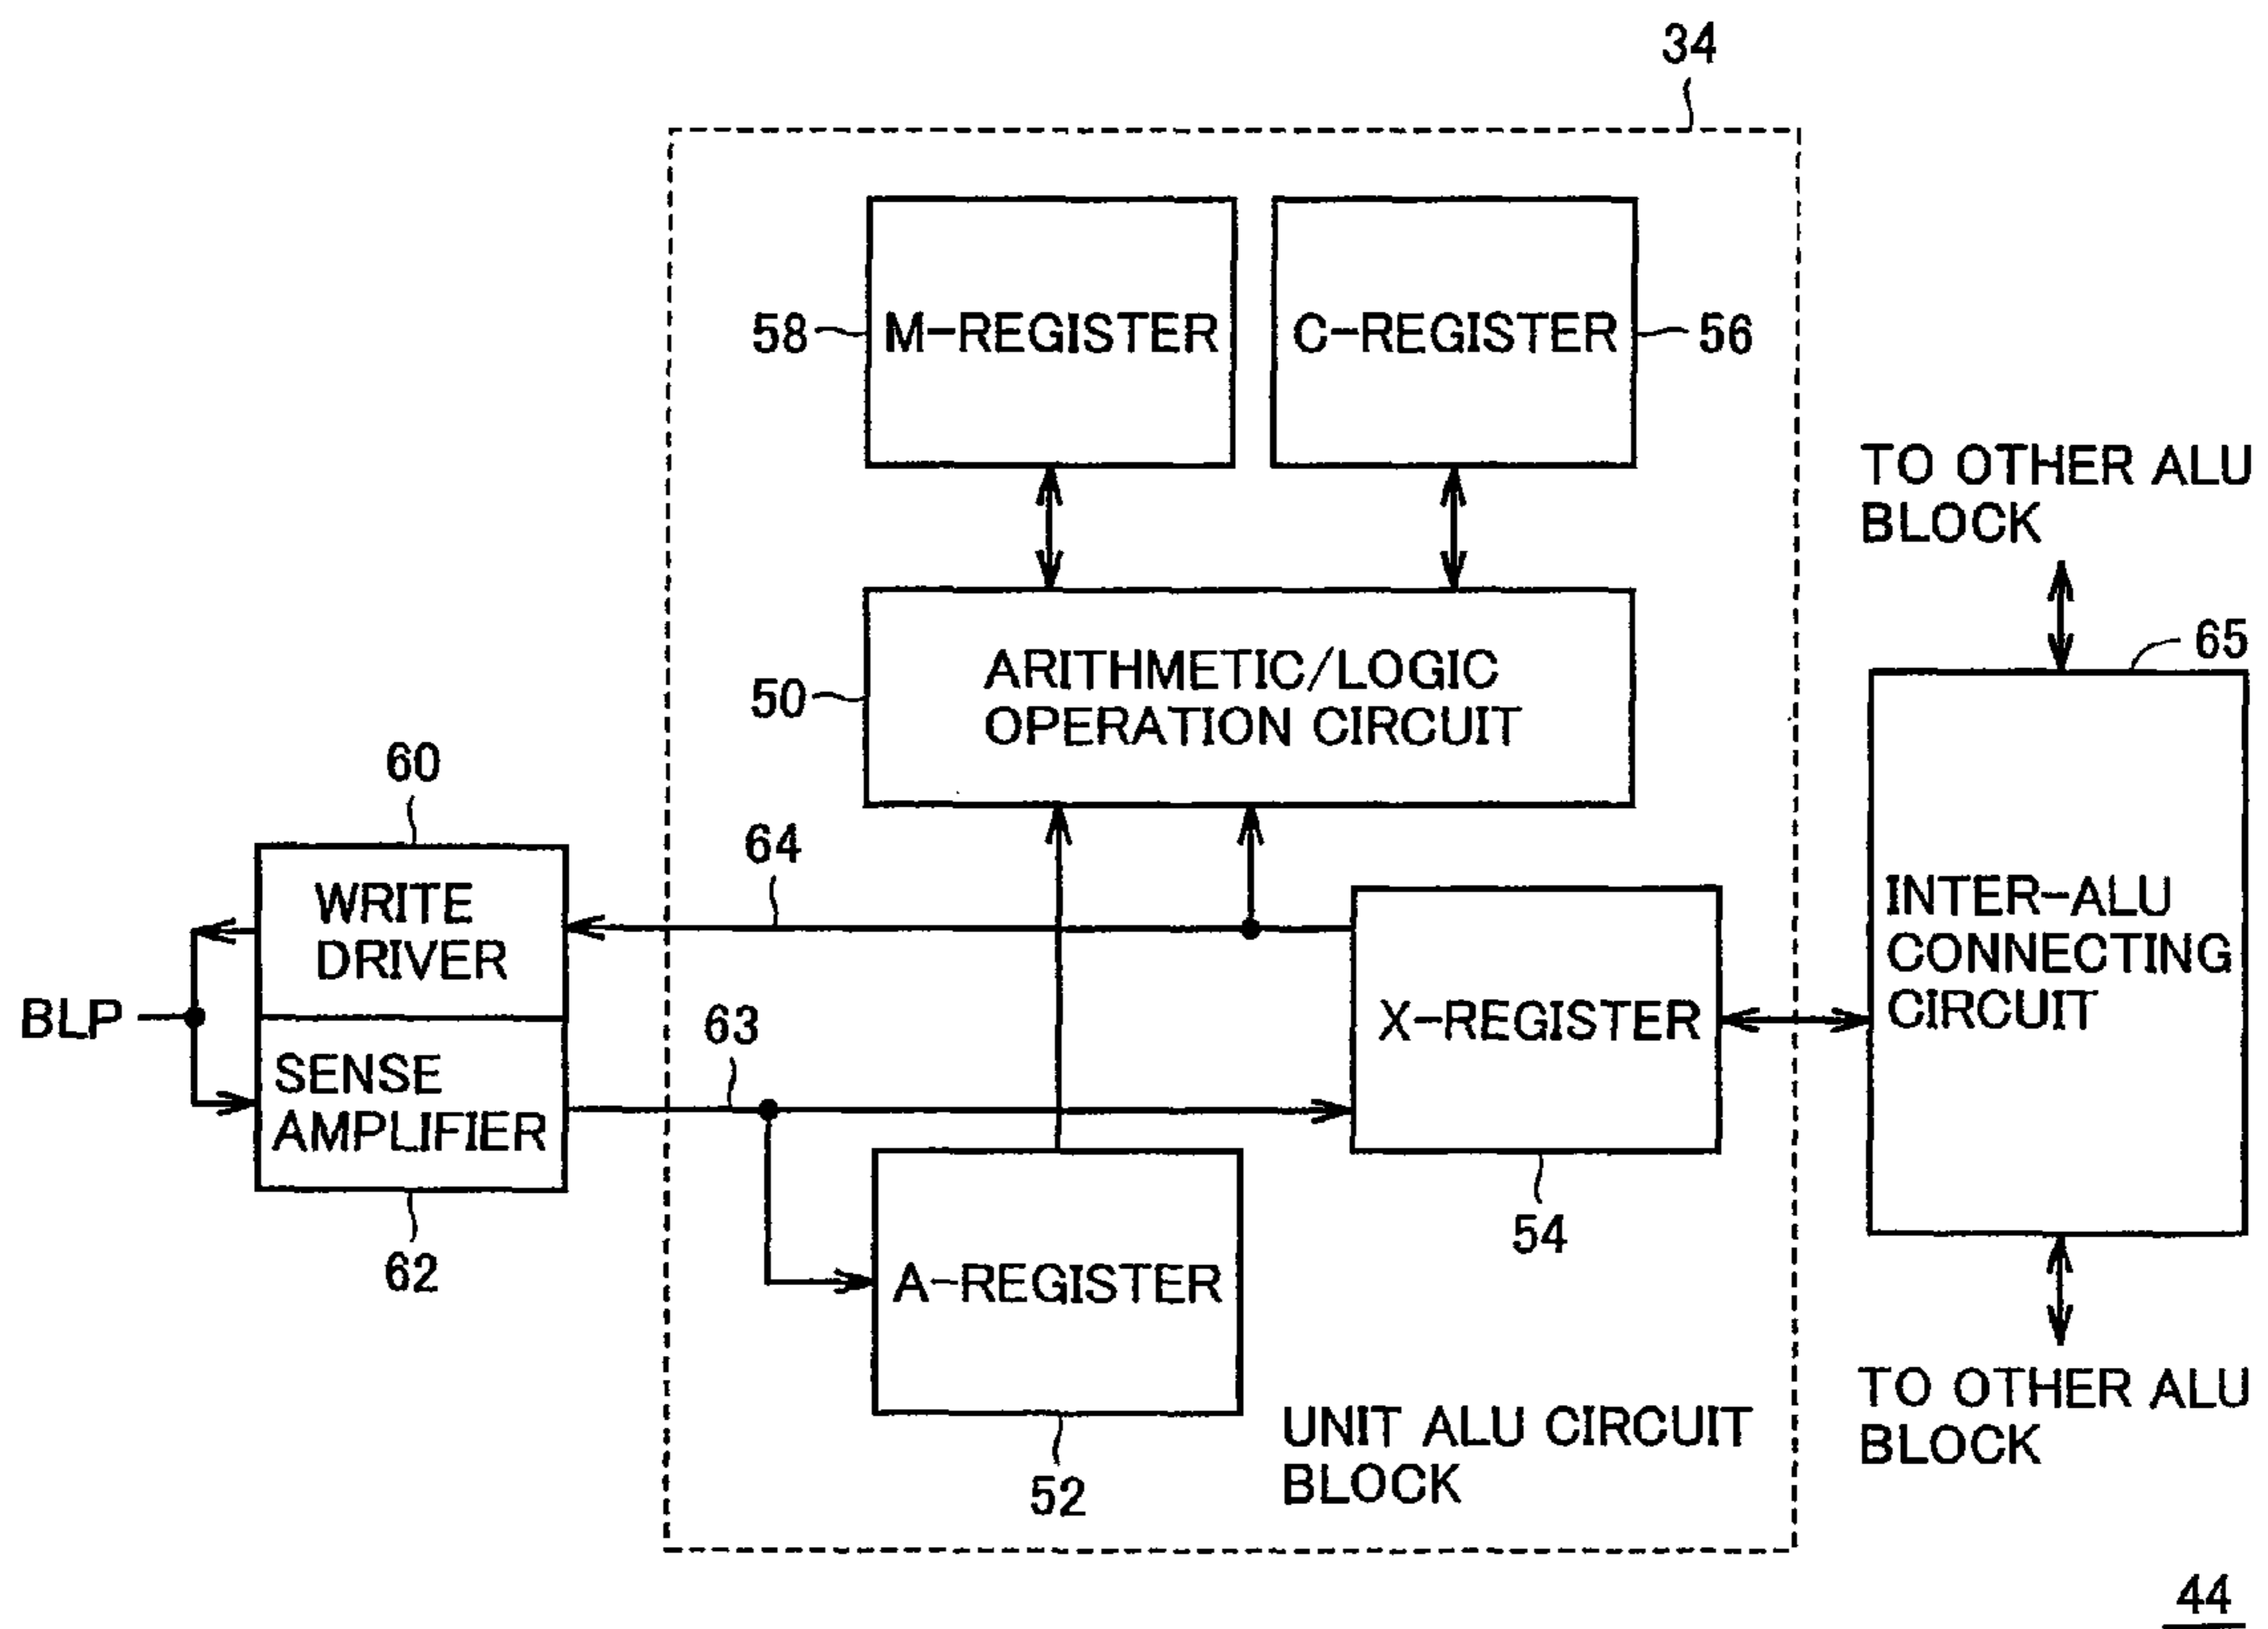 34
58
M-REGISTER
C-REGISTER
56
TO OTHER ALU
BLOCK
65
50
ARITHMETIC/LOGIC
OPERATION CIRCUIT
60
64
WRITE
DRIVER
INTER-ALU
CONNECTING
CIRCUIT
BLP
63
X-REGISTER
SENSE
AMPLIFIER
54
62
A-REGISTER
52
UNIT ALU CIRCUIT
BLOCK
TO OTHER ALU
BLOCK
44